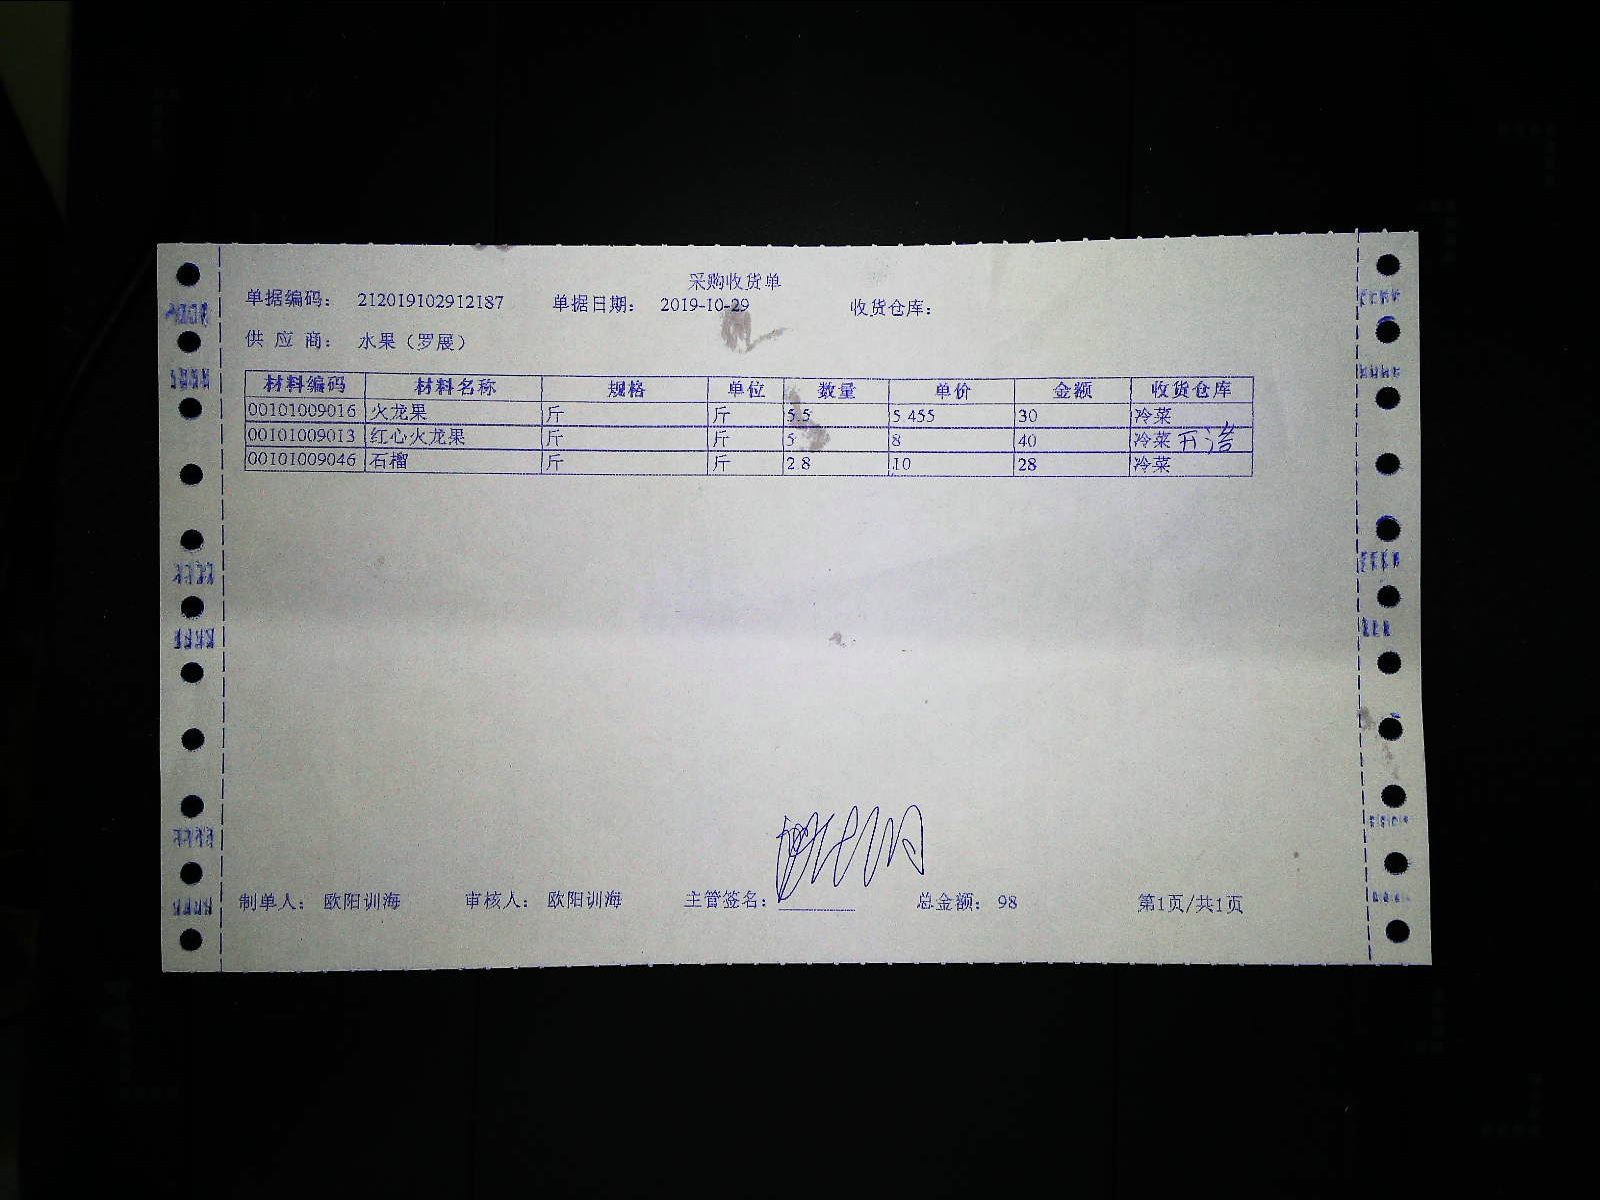 采购收货单
单据编码： 212019102912187 单据日期： 2019-10-29 收货仓库：
供 应 商： 水果（罗展）
材料编码 材料名称 规格 单位 数量 单价 金额 收货仓库
00101009016 火龙果 斤 斤 5.5 5.455 30 冷菜
00101009013 红心火龙果 斤 斤 5 8 40 冷菜
00101009046 石榴 斤 斤 2.8 10 28 冷菜
制单人： 欧阳训海 审核人： 欧阳训海 主管签名： 总金额： 98 第1页/共1页